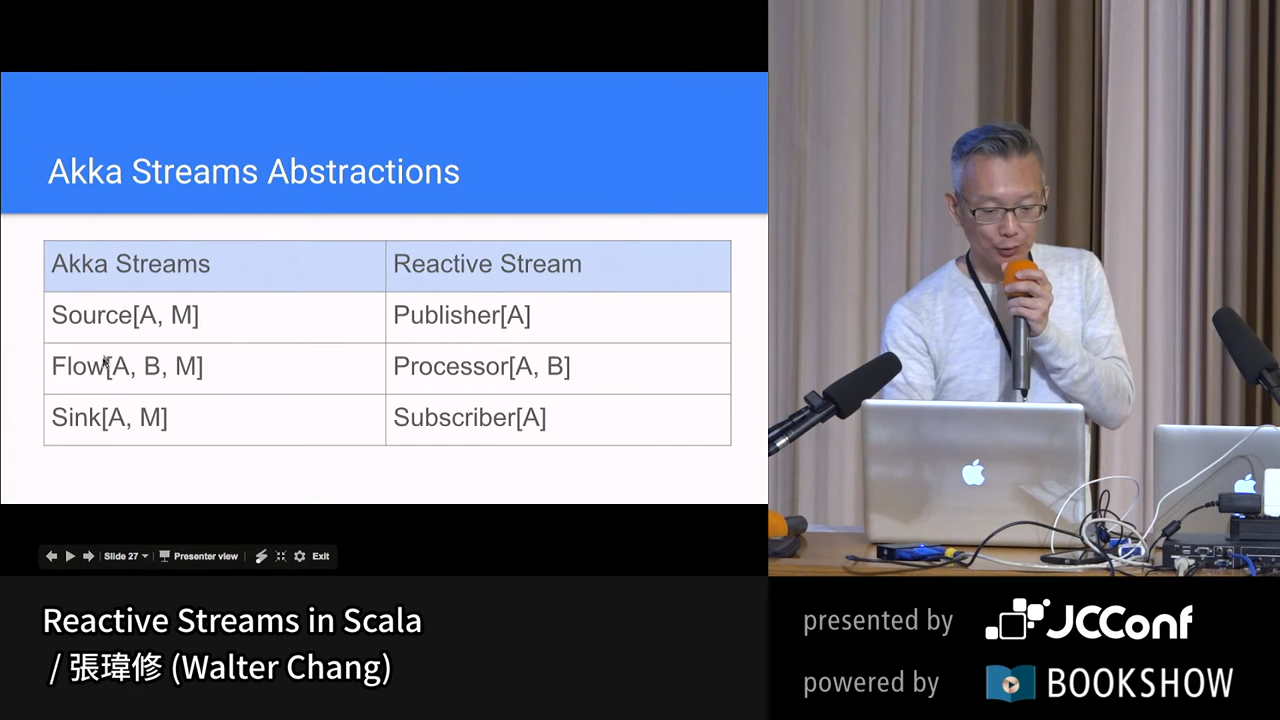 Akka Streams Abstractions
Akka Streams
Reactive Stream
Source[A, M]
Publisher[A]
Flow[A, B, M]
Processor[A, B]
Sink[A, M]
Subscriber[A]
Slide 27
Presenter view
Exit
Reactive Streams in Scala
/ 張瑋修 (Walter Chang)
presented by JCConf
powered by BOOKSHOW